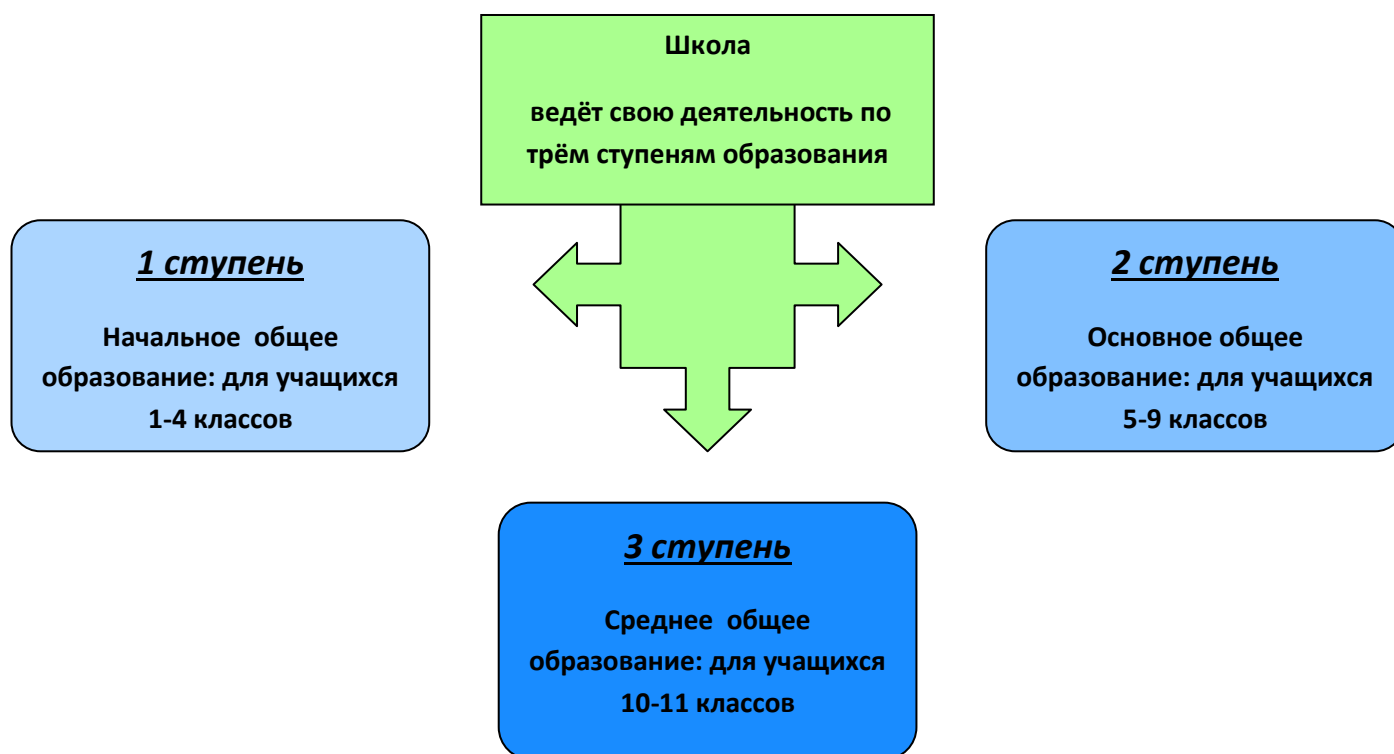 Школа
ведёт свою деятельность по
трём ступеням образования
1 ступень
Начальное общее
образование: для учащихся
1-4 классов
2 ступень
Основное общее
образование: для учащихся
5-9 классов
3 ступень
Среднее общее
образование: для учащихся
10-11 классов